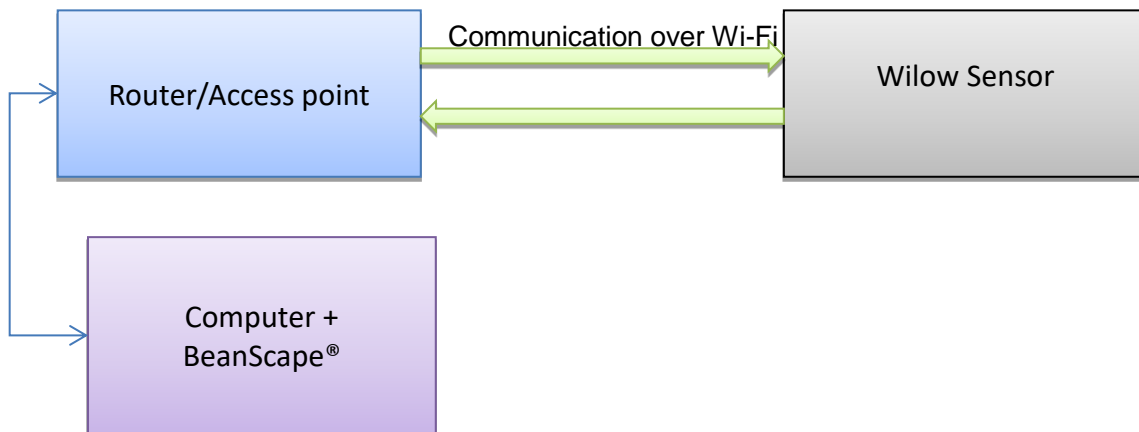 Communication over Wi-Fi
Router/Access point
Wilow Sensor
Computer +
BeanScape®